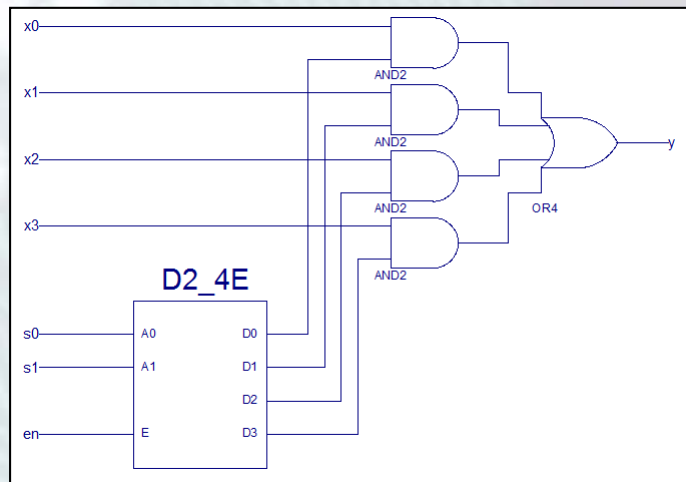 x0
AND2
x1
y
AND2
x2
AND2
OR4
x3
AND2
D2_4E
s0 A0 D0
s1 A1 D1
D2
en E D3